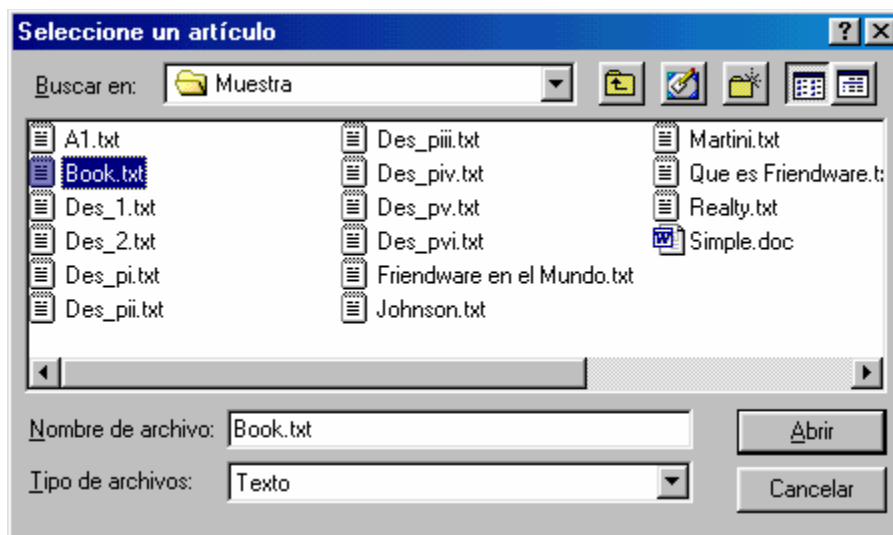 Seleccione un artículo
Buscar en: Muestra
A1.txt
Book.txt
Des_1.txt
Des_2.txt
Des_pi.txt
Des_pii.txt
Des_piii.txt
Des_piv.txt
Des_pv.txt
Des_pvi.txt
Friendware en el Mundo.txt
Johnson.txt
Martini.txt
Que es Friendware.t
Realty.txt
Simple.doc
Nombre de archivo: Book.txt
Abrir
Tipo de archivos: Texto
Cancelar